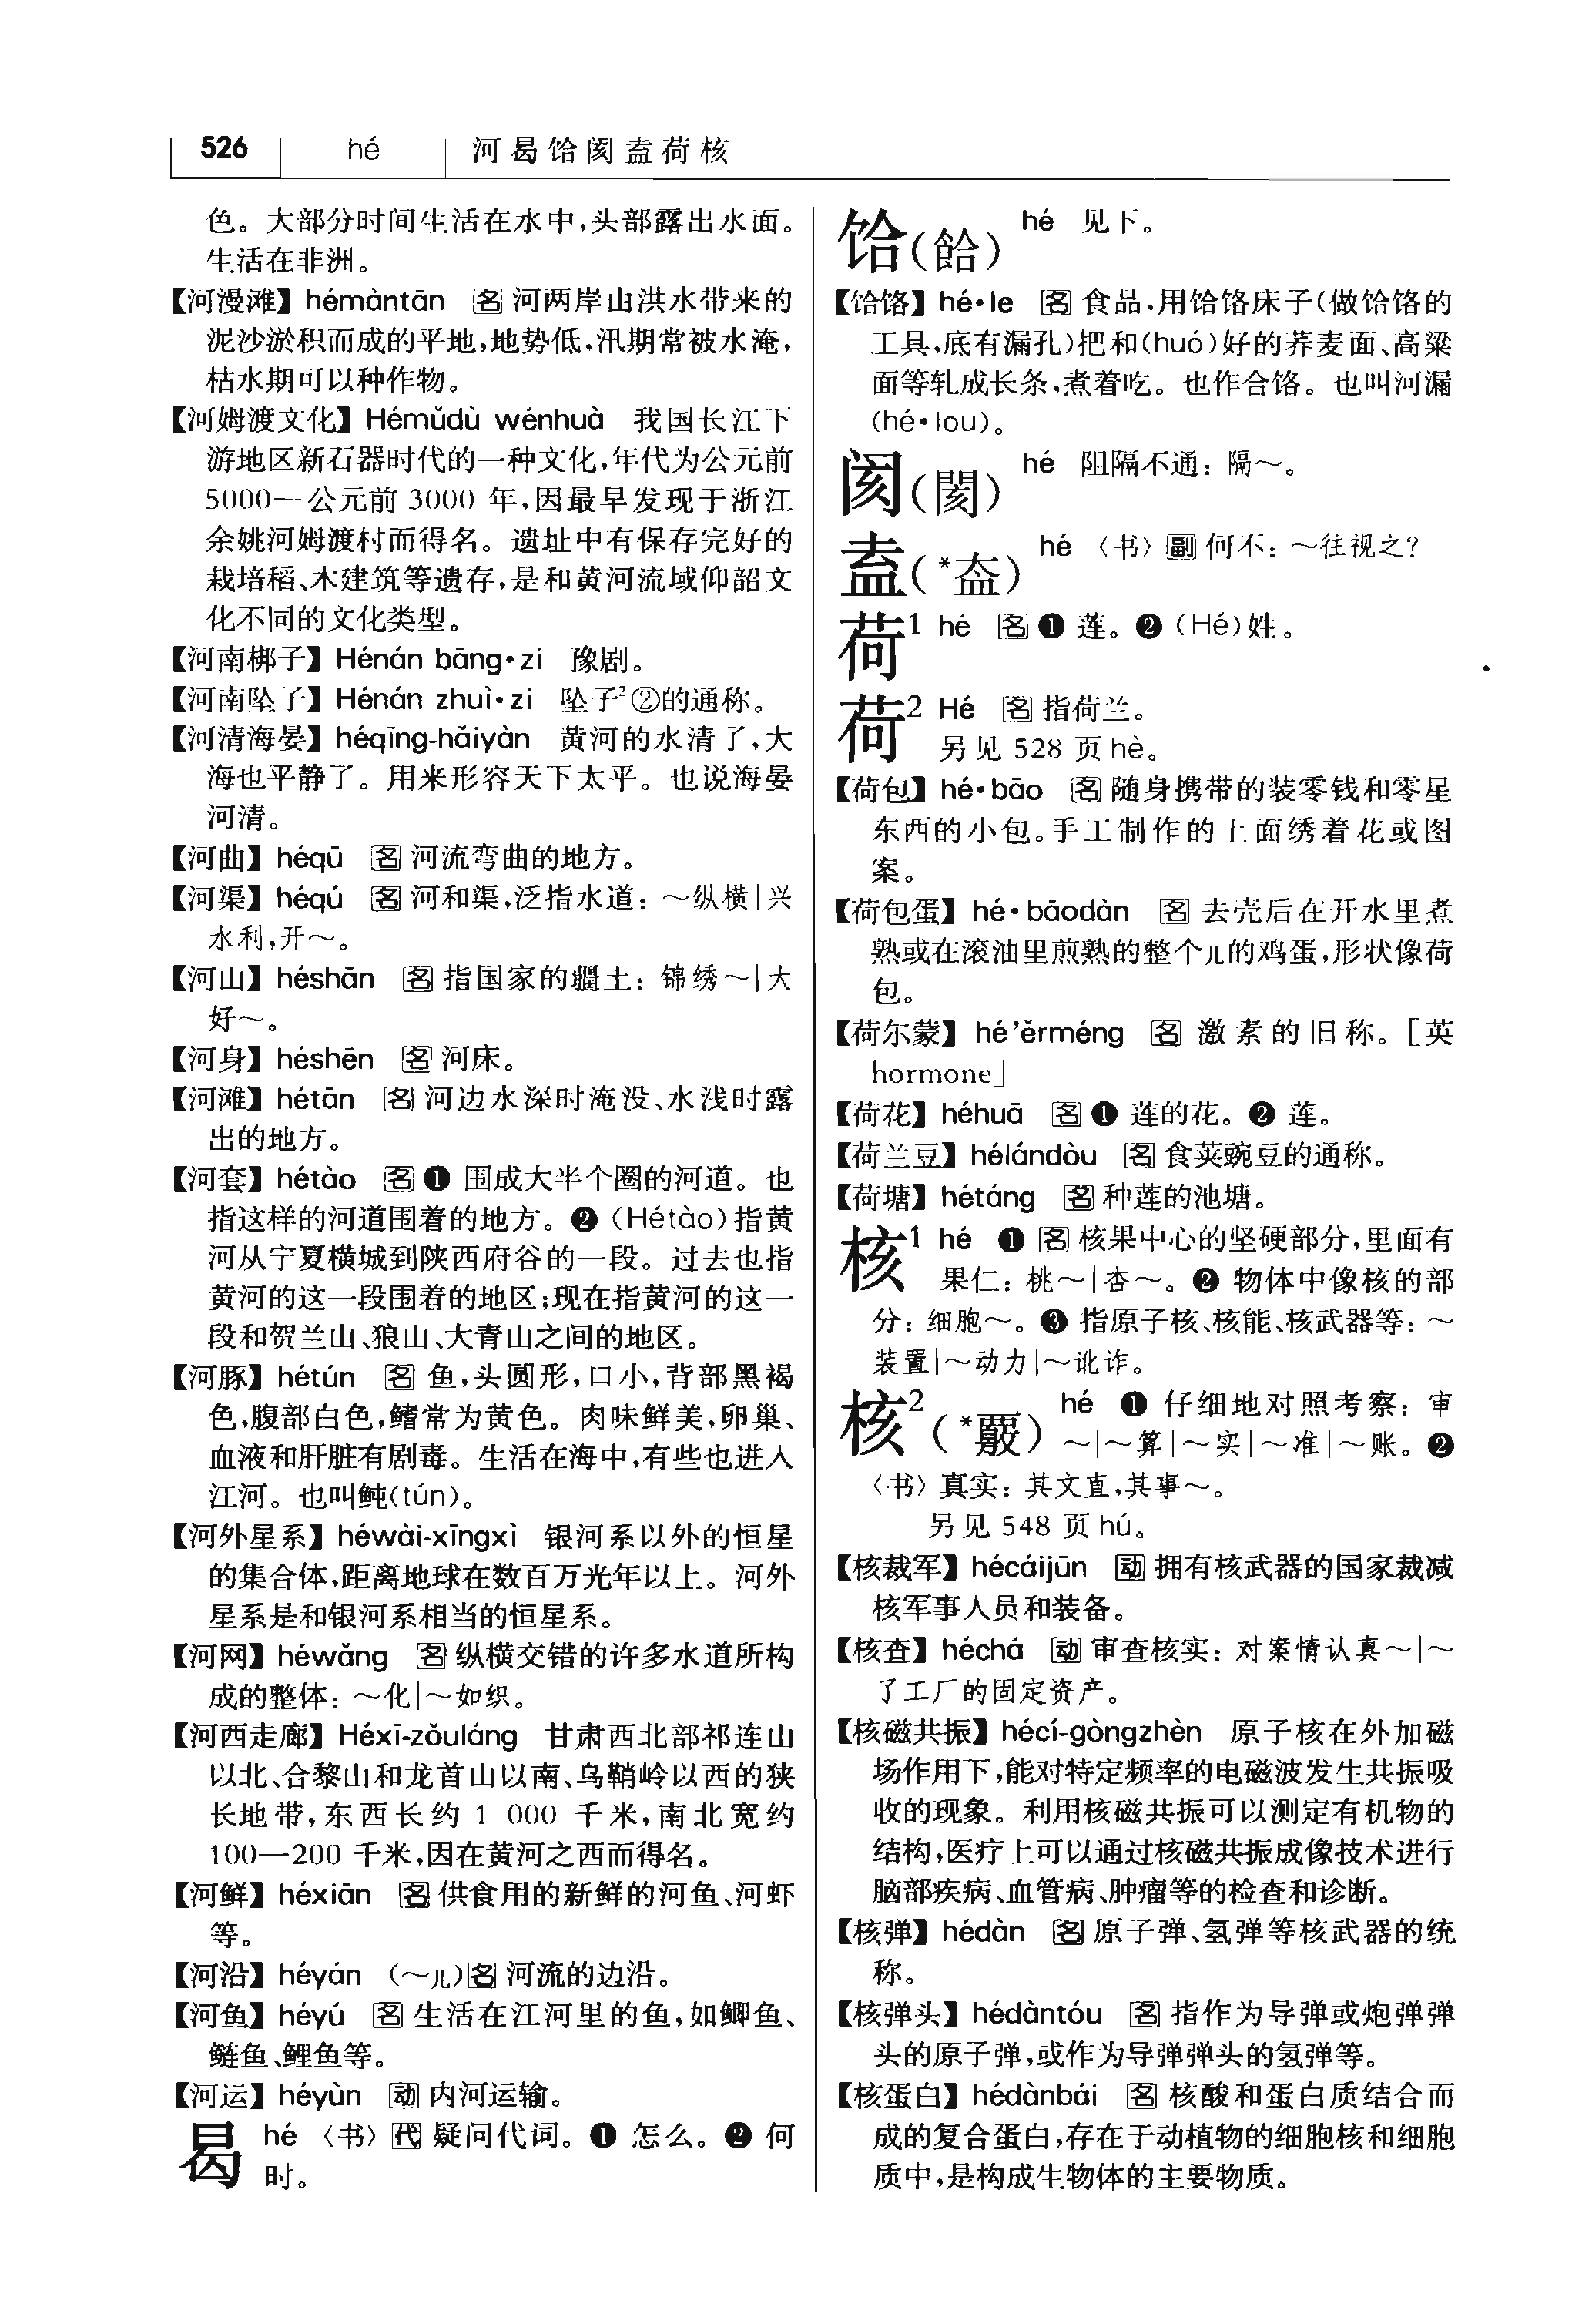 526 hé 河曷饸阂盍荷核
色。大部分时间生活在水中,头部露出水面。
生活在非洲。
【河漫滩】hémàntān 名 河两岸由洪水带来的
泥沙淤积而成的平地,地势低,汛期常被水淹,
枯水期可以种作物。
【河姆渡文化】Hémǔdù wénhuà 我国长江下
游地区新石器时代的一种文化,年代为公元前
5000—公元前 3000 年,因最早发现于浙江
余姚河姆渡村而得名。遗址中有保存完好的
栽培稻、木建筑等遗存,是和黄河流域仰韶文
化不同的文化类型。
【河南梆子】Hénán bāng•zi 豫剧。
【河南坠子】Hénán zhuì•zi 坠子²②的通称。
【河清海晏】héqīng-hǎiyàn 黄河的水清了,大
海也平静了。用来形容天下太平。也说海晏
河清。
【河曲】héqū 名 河流弯曲的地方。
【河渠】héqú 名 河和渠,泛指水道:~纵横|兴
水利,开~。
【河山】héshān 名 指国家的疆土:锦绣~|大
好~。
【河身】héshēn 名 河床。
【河滩】hétān 名 河边水深时淹没、水浅时露
出的地方。
【河套】hétào 名 ❶ 围成大半个圈的河道。也
指这样的河道围着的地方。❷(Hétào)指黄
河从宁夏横城到陕西府谷的一段。过去也指
黄河的这一段围着的地区;现在指黄河的这一
段和贺兰山、狼山、大青山之间的地区。
【河豚】hétún 名 鱼,头圆形,口小,背部黑褐
色,腹部白色,鳍常为黄色。肉味鲜美,卵巢、
血液和肝脏有剧毒。生活在海中,有些也进入
江河。也叫鲀(tún)。
【河外星系】héwài-xīngxì 银河系以外的恒星
的集合体,距离地球在数百万光年以上。河外
星系是和银河系相当的恒星系。
【河网】héwǎng 名 纵横交错的许多水道所构
成的整体:~化|~如织。
【河西走廊】Héxī-zǒuláng 甘肃西北部祁连山
以北、合黎山和龙首山以南、乌鞘岭以西的狭
长地带,东西长约 1 000 千米,南北宽约
100—200 千米,因在黄河之西而得名。
【河鲜】héxiān 名 供食用的新鲜的河鱼、河虾
等。
【河沿】héyán (~儿)名 河流的边沿。
【河鱼】héyú 名 生活在江河里的鱼,如鲫鱼、
鲢鱼、鲤鱼等。
【河运】héyùn 动 内河运输。
曷 hé 〈书〉代 疑问代词。❶ 怎么。❷ 何
时。
饸(餄) hé 见下。
【饸饹】hé•le 名 食品,用饸饹床子(做饸饹的
工具,底有漏孔)把和(huó)好的荞麦面、高粱
面等轧成长条,煮着吃。也作合饹。也叫河漏
(hé•lou)。
阂(閡) hé 阻隔不通:隔~。
盍(*盇) hé 〈书〉副 何不:~往视之?
荷1 hé 名 ❶ 莲。❷(Hé)姓。
荷2 Hé 名 指荷兰。
另见 528 页 hè。
【荷包】hé•bāo 名 随身携带的装零钱和零星
东西的小包。手工制作的上面绣着花或图
案。
【荷包蛋】hé•bāodàn 名 去壳后在开水里煮
熟或在滚油里煎熟的整个儿的鸡蛋,形状像荷
包。
【荷尔蒙】hé’ěrméng 名 激素的旧称。[英
hormone]
【荷花】héhuā 名 ❶ 莲的花。❷ 莲。
【荷兰豆】hélándòu 名 食荚豌豆的通称。
【荷塘】hétáng 名 种莲的池塘。
核1 hé ❶ 名 核果中心的坚硬部分,里面有
果仁:桃~|杏~。❷ 物体中像核的部
分:细胞~。❸ 指原子核、核能、核武器等:~
装置|~动力|~讹诈。
核2(*覈) hé ❶ 仔细地对照考察:审
~|~算|~实|~准|~账。❷
〈书〉真实:其文直,其事~。
另见 548 页 hú。
【核裁军】hécáijūn 动 拥有核武器的国家裁减
核军事人员和装备。
【核查】héchá 动 审查核实:对案情认真~|~
了工厂的固定资产。
【核磁共振】hécí-gòngzhèn 原子核在外加磁
场作用下,能对特定频率的电磁波发生共振吸
收的现象。利用核磁共振可以测定有机物的
结构,医疗上可以通过核磁共振成像技术进行
脑部疾病、血管病、肿瘤等的检查和诊断。
【核弹】hédàn 名 原子弹、氢弹等核武器的统
称。
【核弹头】hédàntóu 名 指作为导弹或炮弹弹
头的原子弹,或作为导弹弹头的氢弹等。
【核蛋白】hédànbái 名 核酸和蛋白质结合而
成的复合蛋白,存在于动植物的细胞核和细胞
质中,是构成生物体的主要物质。